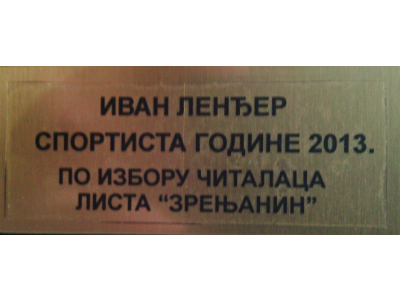 ИВАН ЛЕНЂЕР
СПОРТИСТА ГОДИНЕ 2013.
ПО ИЗБОРУ ЧИТАЛАЦА
ЛИСТА “ЗРЕЊАНИН”